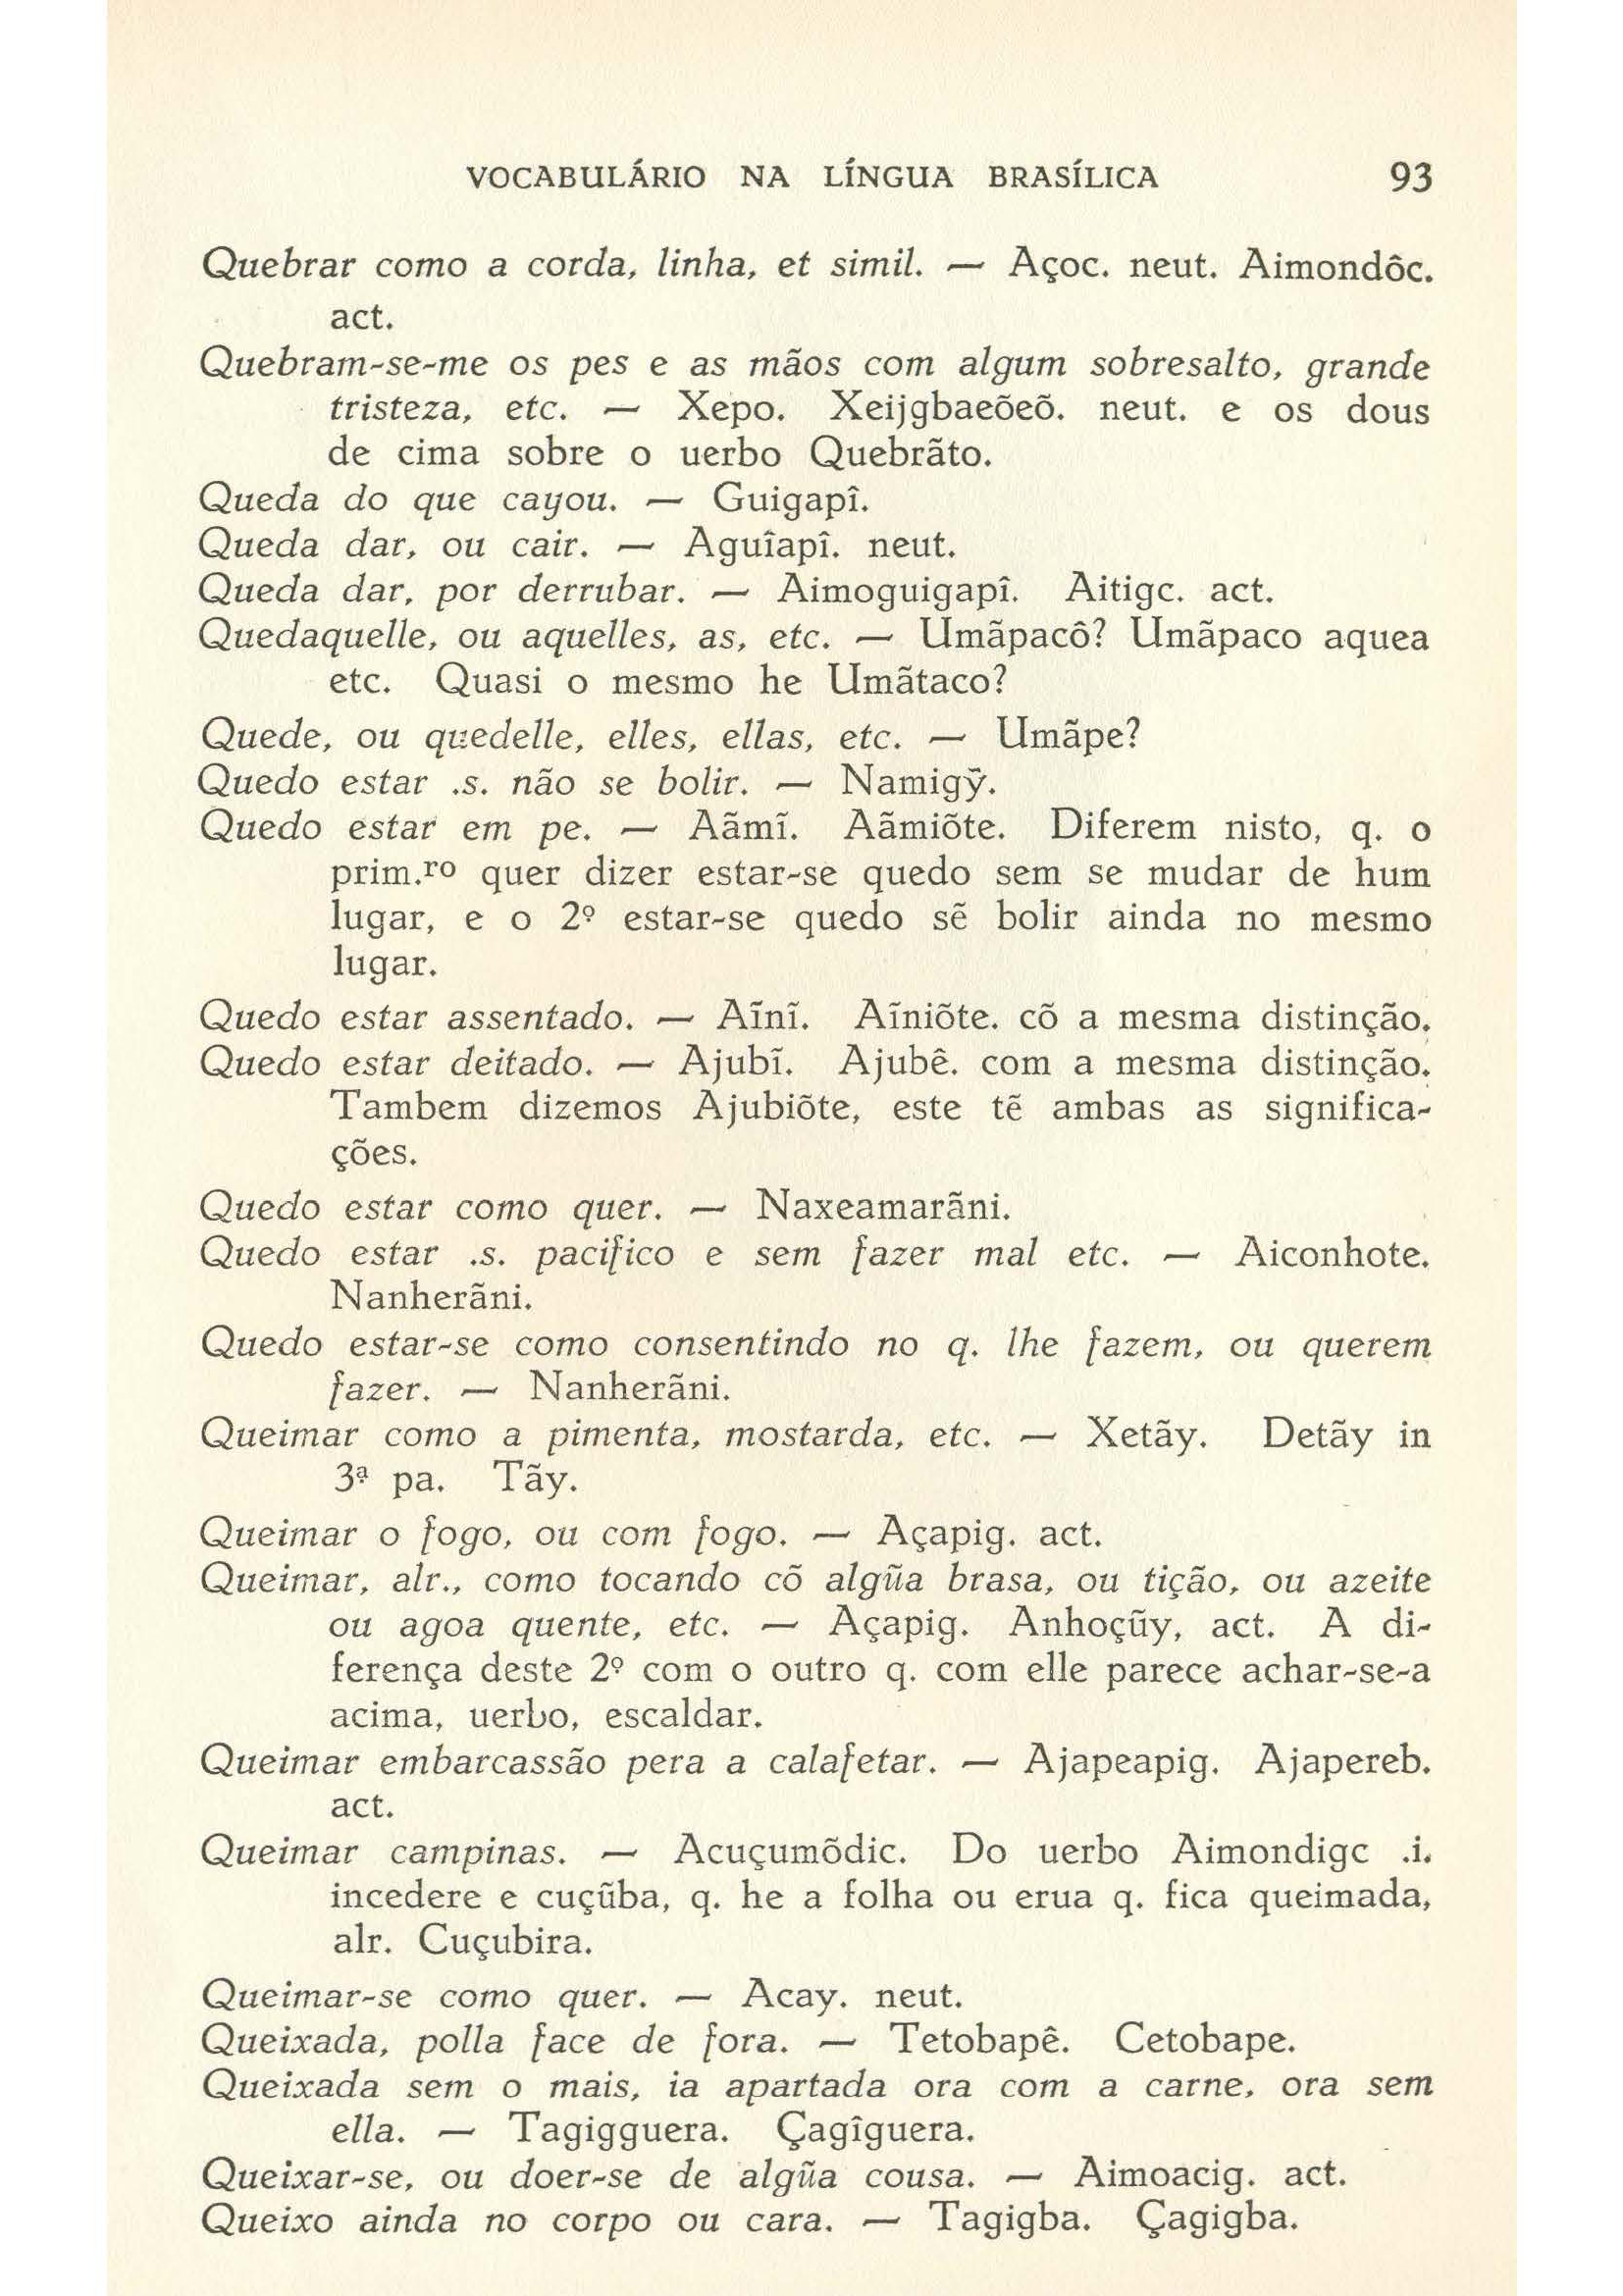 VOCABULÁRIO NA LÍNGUA BRASÍLICA 93
Quebrar como a corda, linha, et simil. — Açoc. neut. Aimondôc.
act.
Quebram-se-me os pes e as mãos com algum sobresalto, grande
tristeza, etc. — Xepo. Xeijgbaeõeõ. neut. e os dous
de cima sobre o uerbo Quebrãto.
Queda do que cayou. — Guigapî.
Queda dar, ou cair. — Aguîapî. neut.
Queda dar, por derrubar. — Aimoguigapî. Aitigc. act.
Quedaquelle, ou aquelles, as, etc. — Umãpacô? Umãpaco aquea
etc. Quasi o mesmo he Umãtaco?
Quede, ou quedelle, elles, ellas, etc. — Umãpe?
Quedo estar .s. não se bolir. — Namigỹ.
Quedo estar em pe. — Aãmĩ. Aãmiõte. Diferem nisto, q. o
prim.ro quer dizer estar-se quedo sem se mudar de hum
lugar, e o 2º estar-se quedo sẽ bolir ainda no mesmo
lugar.
Quedo estar assentado. — Aĩnĩ. Aĩniõte. cõ a mesma distinção.
Quedo estar deitado. — Ajubĩ. Ajubê. com a mesma distinção.
Tambem dizemos Ajubiõte, este tẽ ambas as significa-
ções.
Quedo estar como quer. — Naxeamarãni.
Quedo estar .s. pacifico e sem fazer mal etc. — Aiconhote.
Nanherãni.
Quedo estar-se como consentindo no q. lhe fazem, ou querem
fazer. — Nanherãni.
Queimar como a pimenta, mostarda, etc. — Xetãy. Detãy in
3ª pa. Tãy.
Queimar o fogo, ou com fogo. — Açapig. act.
Queimar, alr., como tocando cõ algũa brasa, ou tição, ou azeite
ou agoa quente, etc. — Açapig. Anhoçũy, act. A di-
ferença deste 2º com o outro q. com elle parece achar-se-a
acima, uerbo, escaldar.
Queimar embarcassão pera a calafetar. — Ajapeapig. Ajapereb.
act.
Queimar campinas. — Acuçumõdic. Do uerbo Aimondigc .i.
incedere e cuçũba, q. he a folha ou erua q. fica queimada,
alr. Cuçubira.
Queimar-se como quer. — Acay. neut.
Queixada, polla face de fora. — Tetobapê. Cetobape.
Queixada sem o mais, ia apartada ora com a carne, ora sem
ella. — Tagigguera. Çagîguera.
Queixar-se, ou doer-se de algũa cousa. — Aimoacig. act.
Queixo ainda no corpo ou cara. — Tagigba. Çagigba.